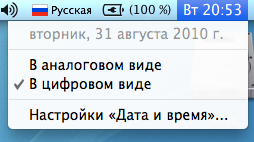 Русская (100 %) Вт 20:53
вторник, 31 августа 2010 г.
В аналоговом виде
✓ В цифровом виде
Настройки «Дата и время»...